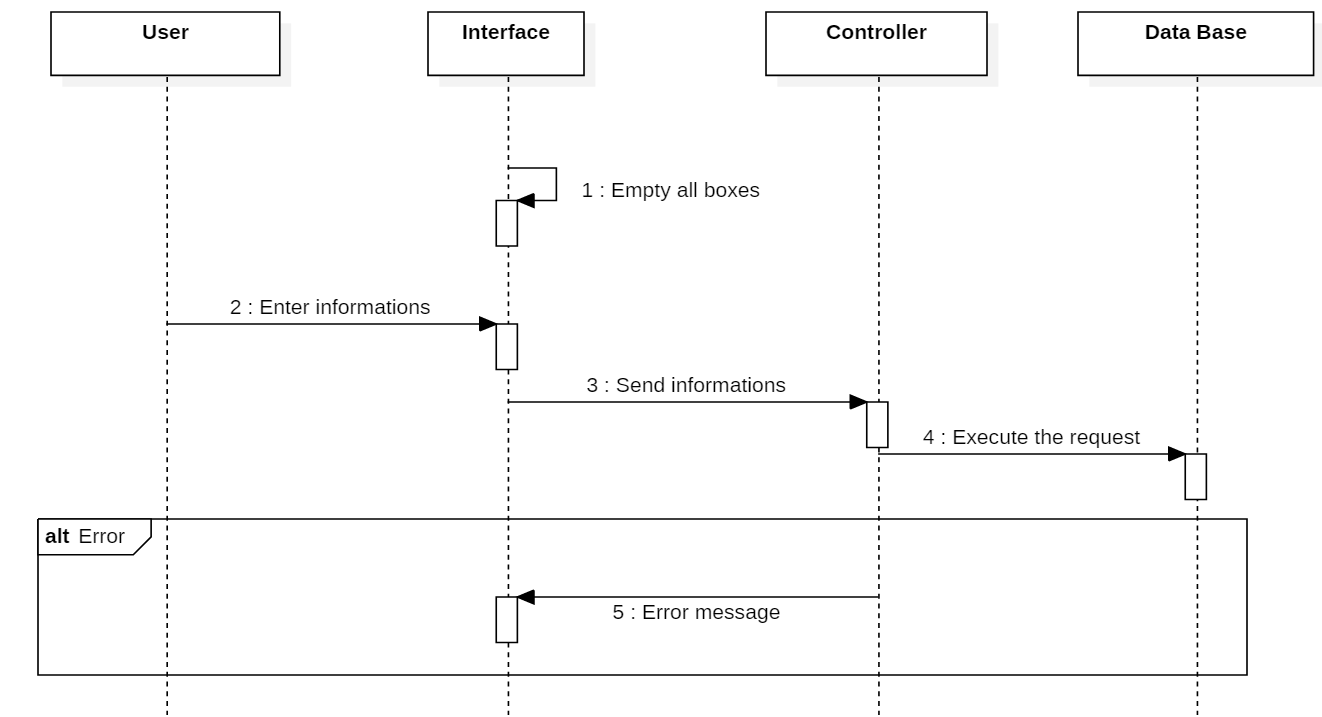 User
Interface
Controller
Data Base
1 : Empty all boxes
2 : Enter informations
3 : Send informations
4 : Execute the request
alt Error
5 : Error message